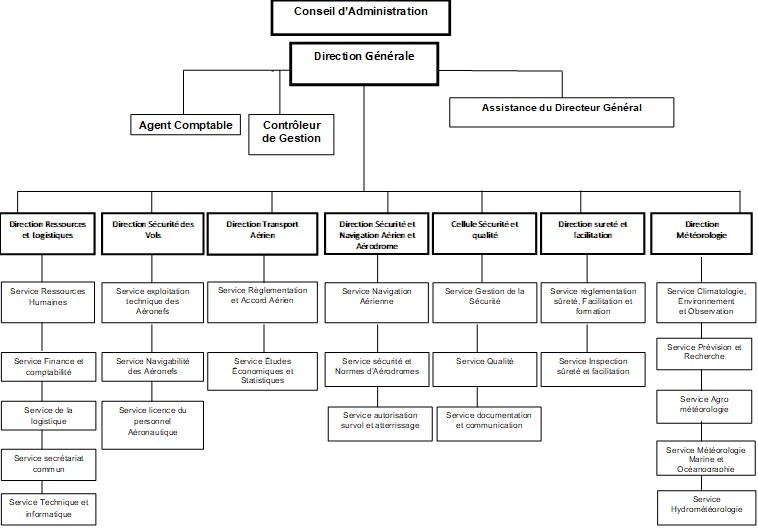 Conseil d'Administration
Direction Générale
Assistance du Directeur Général
Agent Comptable
Contrôleur
de Gestion
Direction Ressources
et logistiques
Direction Sécurité des
Vols
Direction Transport
Aérien
Direction Sécurité et
Navigation Aérien et
Aérodrome
Cellule Sécurité et
qualité
Direction sureté et
facilitation
Direction
Météorologie
Service Ressources
Humaines
Service exploitation
technique des
Aéronefs
Service Règlementation
et Accord Aérien
Service Navigation
Aérienne
Service Gestion de la
Sécurité
Service réglementation
sûreté, Facilitation et
formation
Service Climatologie,
Environnement
et Observation
Service Finance et
comptabilité
Service Navigabilité
des Aéronefs
Service Études
Économiques et
Statistiques
Service sécurité et
Normes d'Aérodromes
Service Qualité
Service Inspection
sûreté et facilitation
Service Prévision et
Recherche
Service de la
logistique
Service licence du
personnel
Aéronautique
Service autorisation
survol et atterrissage
Service documentation
et communication
Service Agro
météorologie
Service secrétariat
commun
Service Météorologie
Marine et
Océanographie
Service Technique et
informatique
Service
Hydrométéorologie